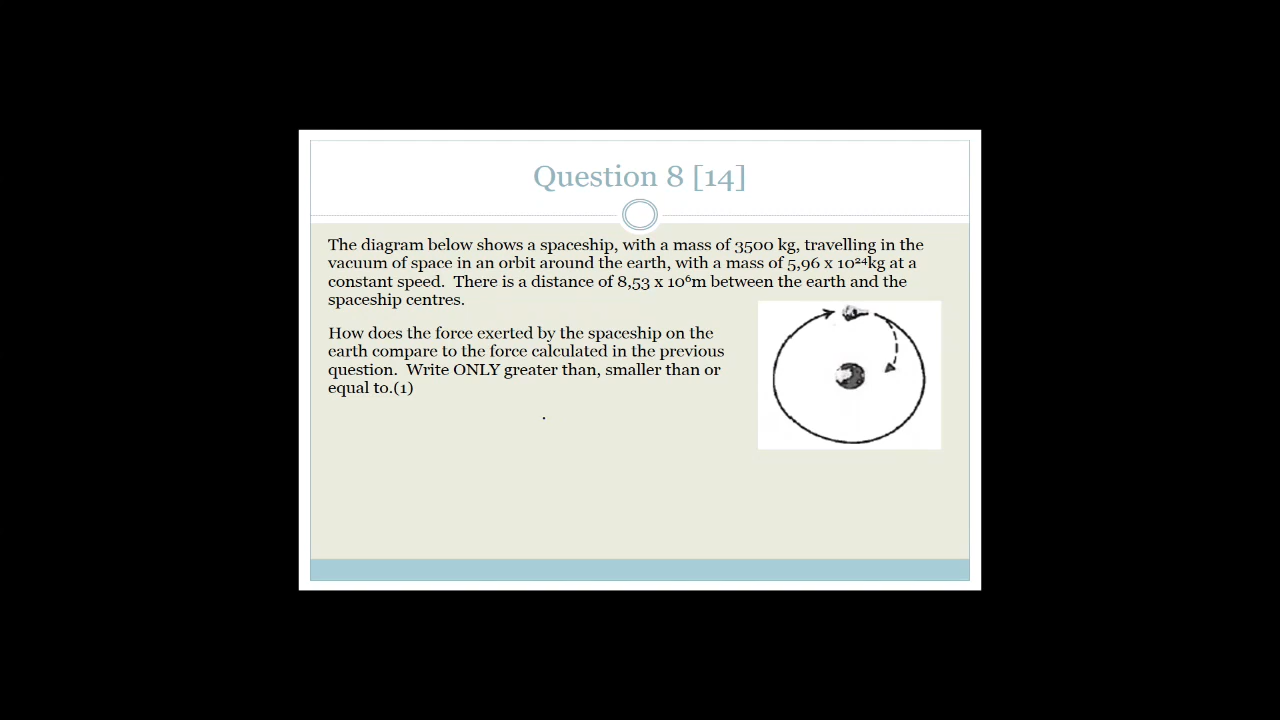 Question 8 [14]
The diagram below shows a spaceship, with a mass of 3500 kg, travelling in the
vacuum of space in an orbit around the earth, with a mass of 5,96 x 10²⁴kg at a
constant speed.  There is a distance of 8,53 x 10⁶m between the earth and the
spaceship centres.
How does the force exerted by the spaceship on the
earth compare to the force calculated in the previous
question.  Write ONLY greater than, smaller than or
equal to.(1)